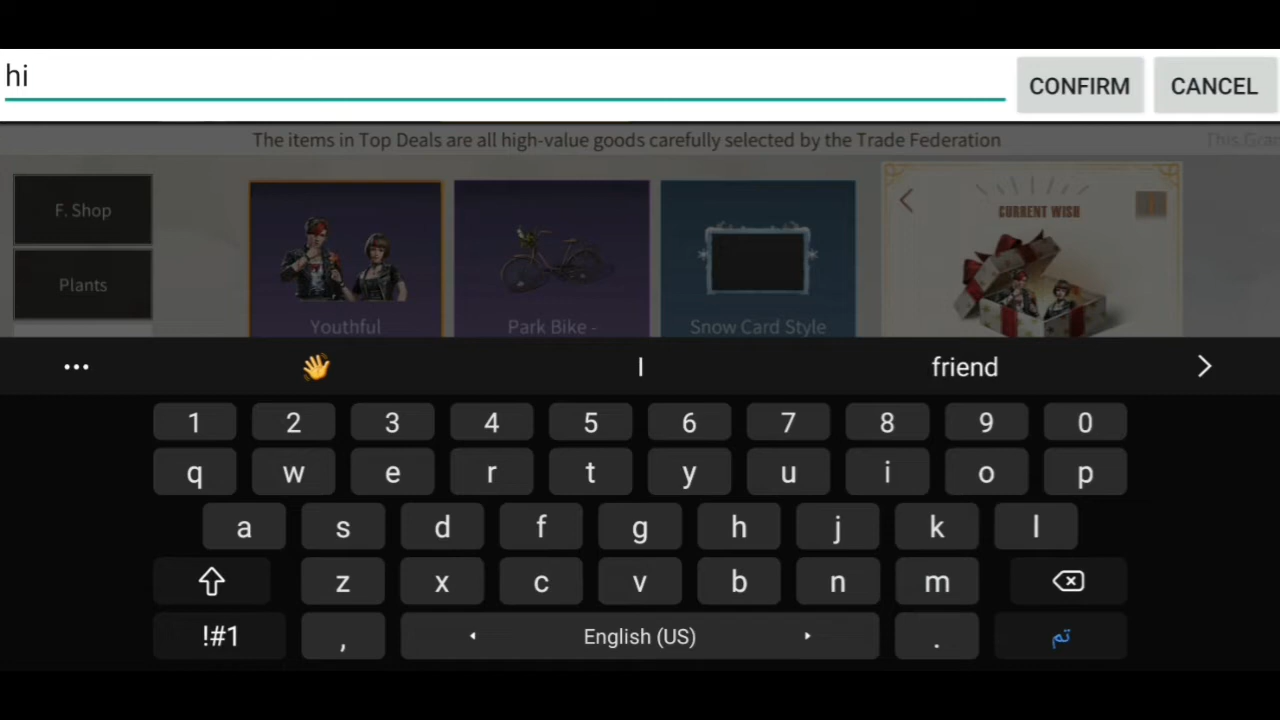 hi
CONFIRM
CANCEL
The items in Top Deals are all high-value goods carefully selected by the Trade Federation
F. Shop
CURRENT WISH
Plants
Youthful
Park Bike -
Snow Card Style
... 👋 I friend >
1 2 3 4 5 6 7 8 9 0
q w e r t y u i o p
a s d f g h j k l
z x c v b n m
!#1 , English (US) . تم